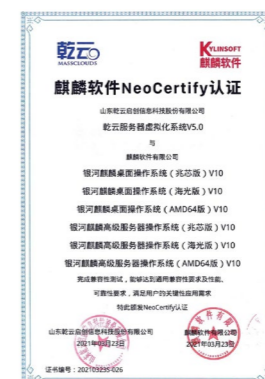 乾云
MASSCLOUDS
KYLINSOFT
麒麟软件
麒麟软件NeoCertify认证
山东乾云启创信息科技股份有限公司
乾云服务器虚拟化系统V5.0
与
麒麟软件有限公司
银河麒麟桌面操作系统（兆芯版）V10
银河麒麟桌面操作系统（海光版）V10
银河麒麟桌面操作系统（AMD64版）V10
银河麒麟高级服务器操作系统（兆芯版）V10
银河麒麟高级服务器操作系统（海光版）V10
银河麒麟高级服务器操作系统（AMD64版）V10
完成兼容性测试，能够达到通用兼容性要求及性能、
可靠性要求，满足用户的关键性应用需求
特此颁发NeoCertify认证
山东乾云启创信息科技股份有限公司
麒麟软件有限公司
2021年03月23日
2021年03月23日
证书编号：20210323S-026